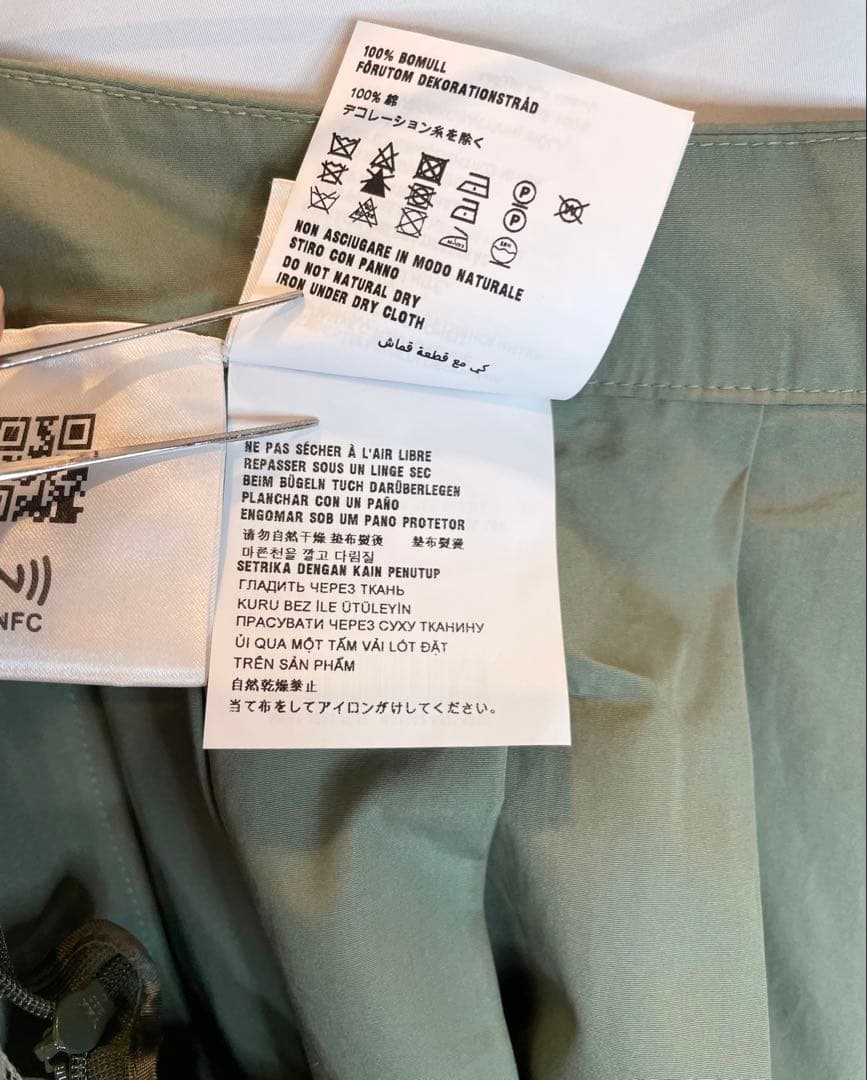 100% BOMULL
FÖRUTOM DEKORATIONSTRÅD
100% 綿
デコレーション糸を除く
P
P
NON ASCIUGARE IN MODO NATURALE
STIRO CON PANNO
DO NOT NATURAL DRY
IRON UNDER DRY CLOTH
كي مع قطعة قماش
NE PAS SÉCHER À L'AIR LIBRE
REPASSER SOUS UN LINGE SEC
BEIM BÜGELN TUCH DARÜBERLEGEN
PLANCHAR CON UN PAÑO
ENGOMAR SOB UM PANO PROTETOR
请勿自然干燥 垫布熨烫 墊布熨燙
마른천을 깔고 다림질
SETRIKA DENGAN KAIN PENUTUP
ГЛАДИТЬ ЧЕРЕЗ ТКАНЬ
KURU BEZ İLE ÜTÜLEYİN
ПРАСУВАТИ ЧЕРЕЗ СУХУ ТКАНИНУ
ỦI QUA MỘT TẤM VẢI LÓT ĐẶT
TRÊN SẢN PHẨM
自然乾燥禁止
当て布をしてアイロンがけしてください。
NFC